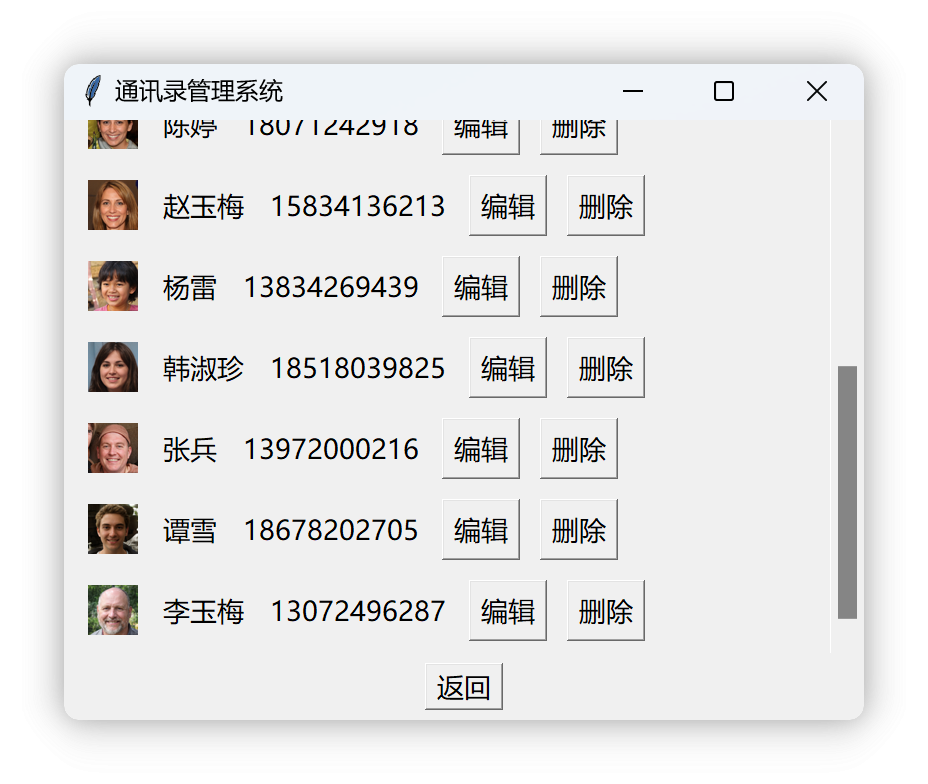 通讯录管理系统
陈婷 18071242918 编辑 删除
赵玉梅 15834136213 编辑 删除
杨雷 13834269439 编辑 删除
韩淑珍 18518039825 编辑 删除
张兵 13972000216 编辑 删除
谭雪 18678202705 编辑 删除
李玉梅 13072496287 编辑 删除
返回